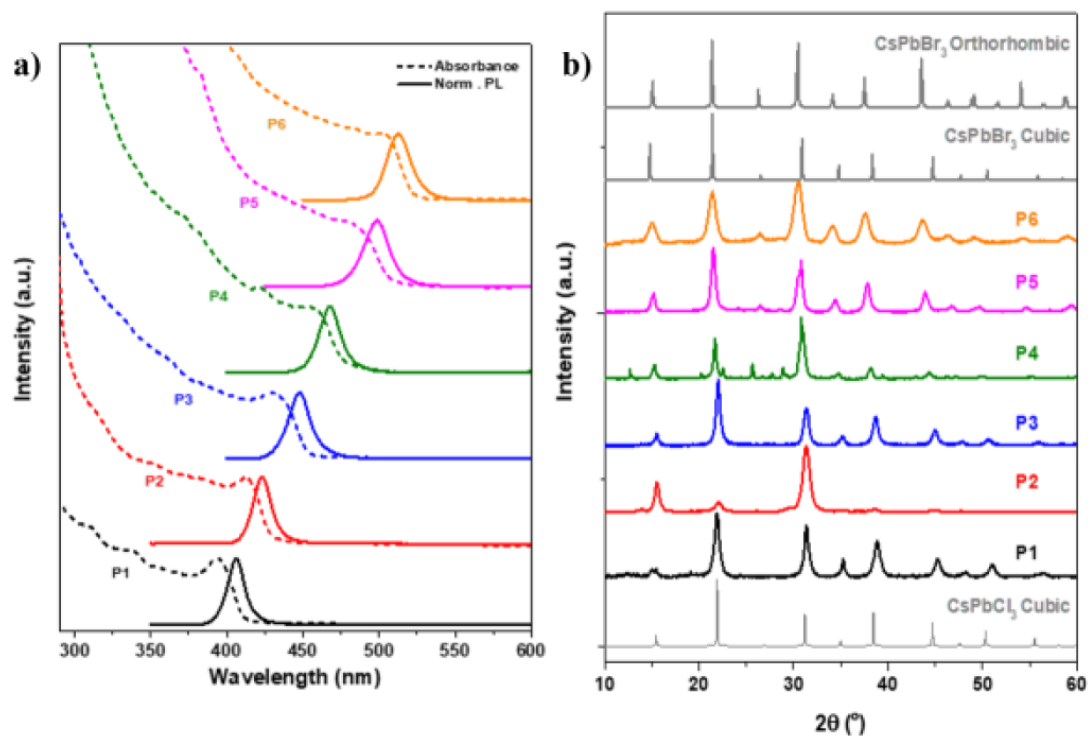 a)
Absorbance
Norm . PL
P6
P5
P4
P3
P2
P1
Intensity (a.u.)
300 350 400 450 500 550 600
Wavelength (nm)
b)
CsPbBr3 Orthorhombic
CsPbBr3 Cubic
P6
P5
P4
P3
P2
P1
CsPbCl3 Cubic
Intensity (a.u.)
10 20 30 40 50 60
2θ (°)